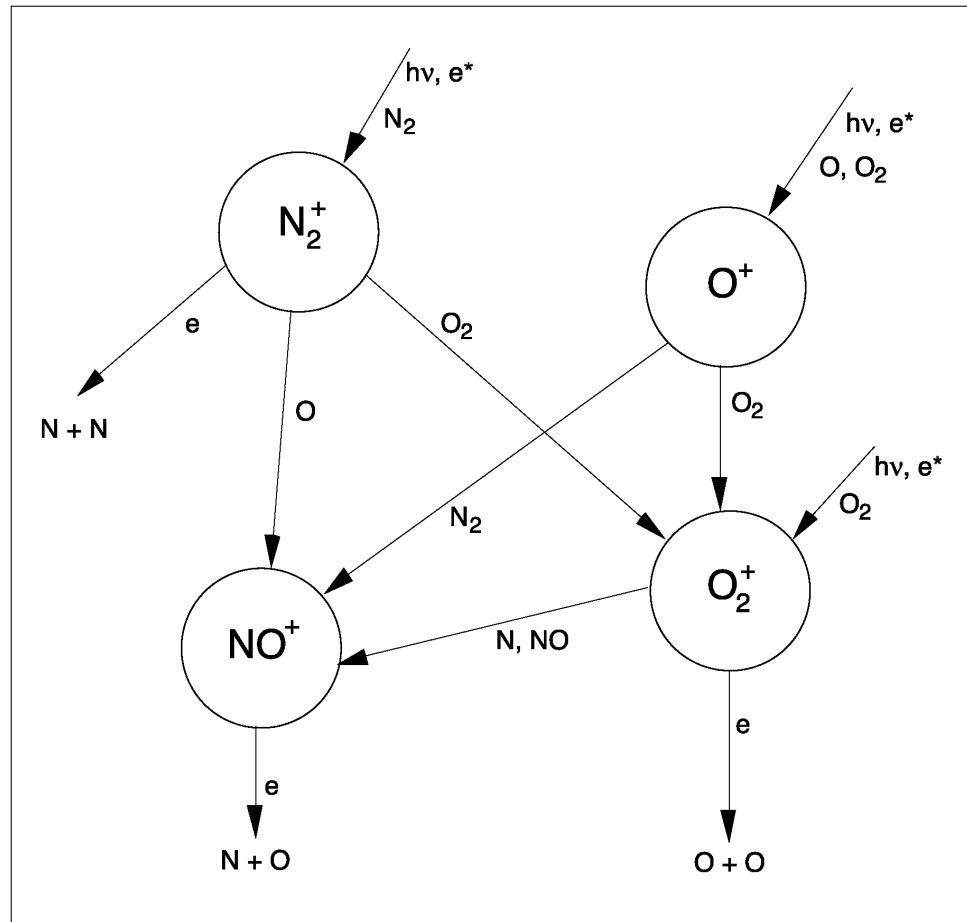 hν, e*
N₂
hν, e*
O, O₂
N₂⁺
O⁺
e
O₂
N + N
O
O₂
hν, e*
O₂
N₂
O₂⁺
NO⁺
N, NO
e
e
N + O
O + O